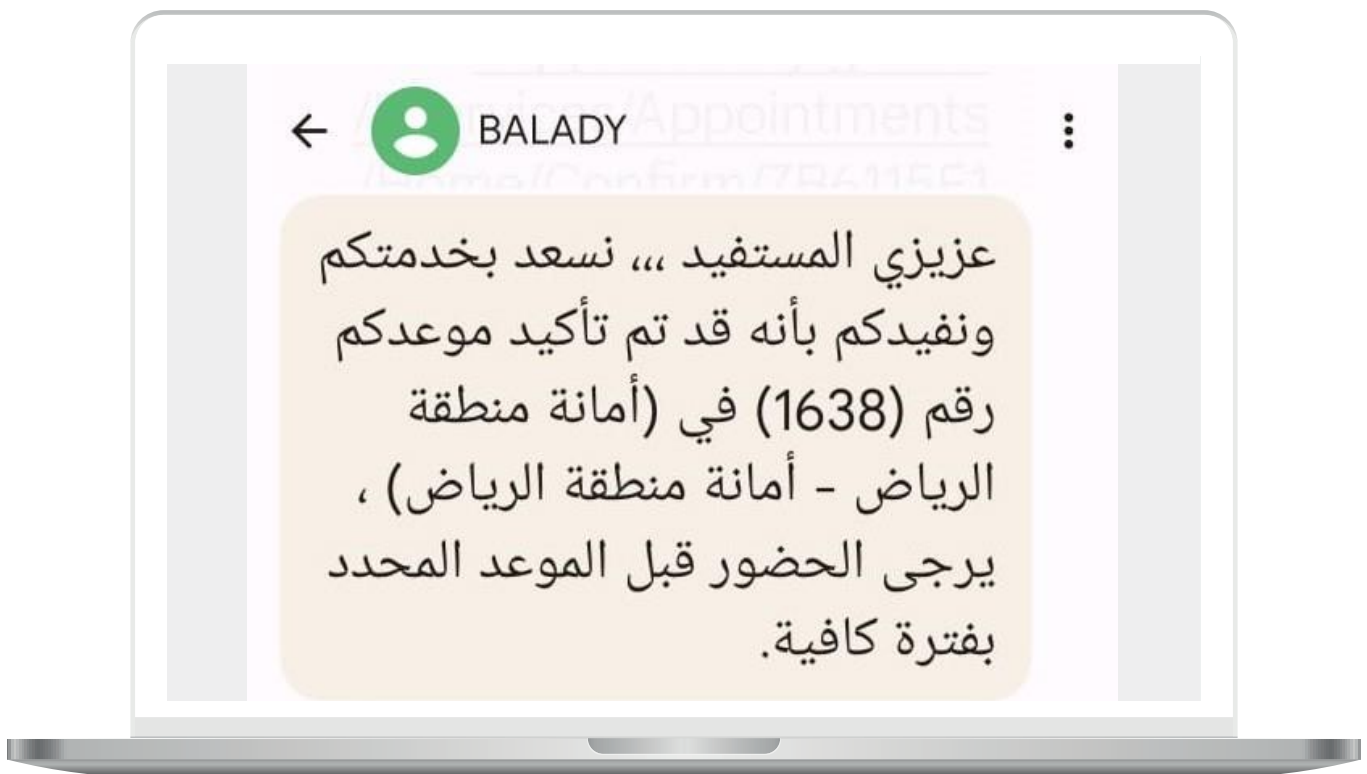 /Appointments
BALADY
عزيزي المستفيد ،،، نسعد بخدمتكم
ونفيدكم بأنه قد تم تأكيد موعدكم
رقم (1638) في (أمانة منطقة
الرياض - أمانة منطقة الرياض) ،
يرجى الحضور قبل الموعد المحدد
بفترة كافية.